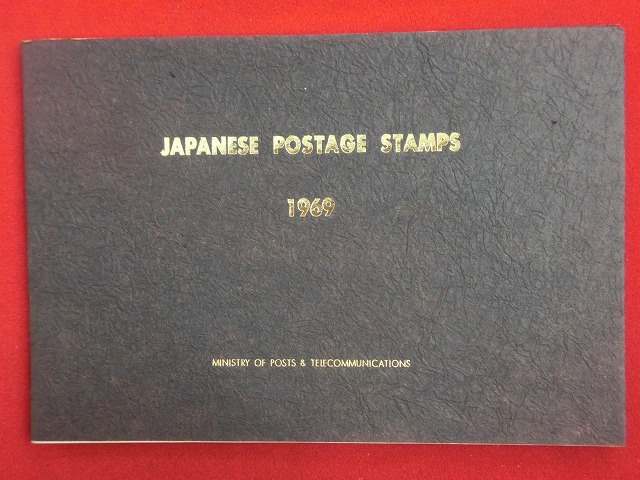 JAPANESE POSTAGE STAMPS
1969
MINISTRY OF POSTS & TELECOMMUNICATIONS